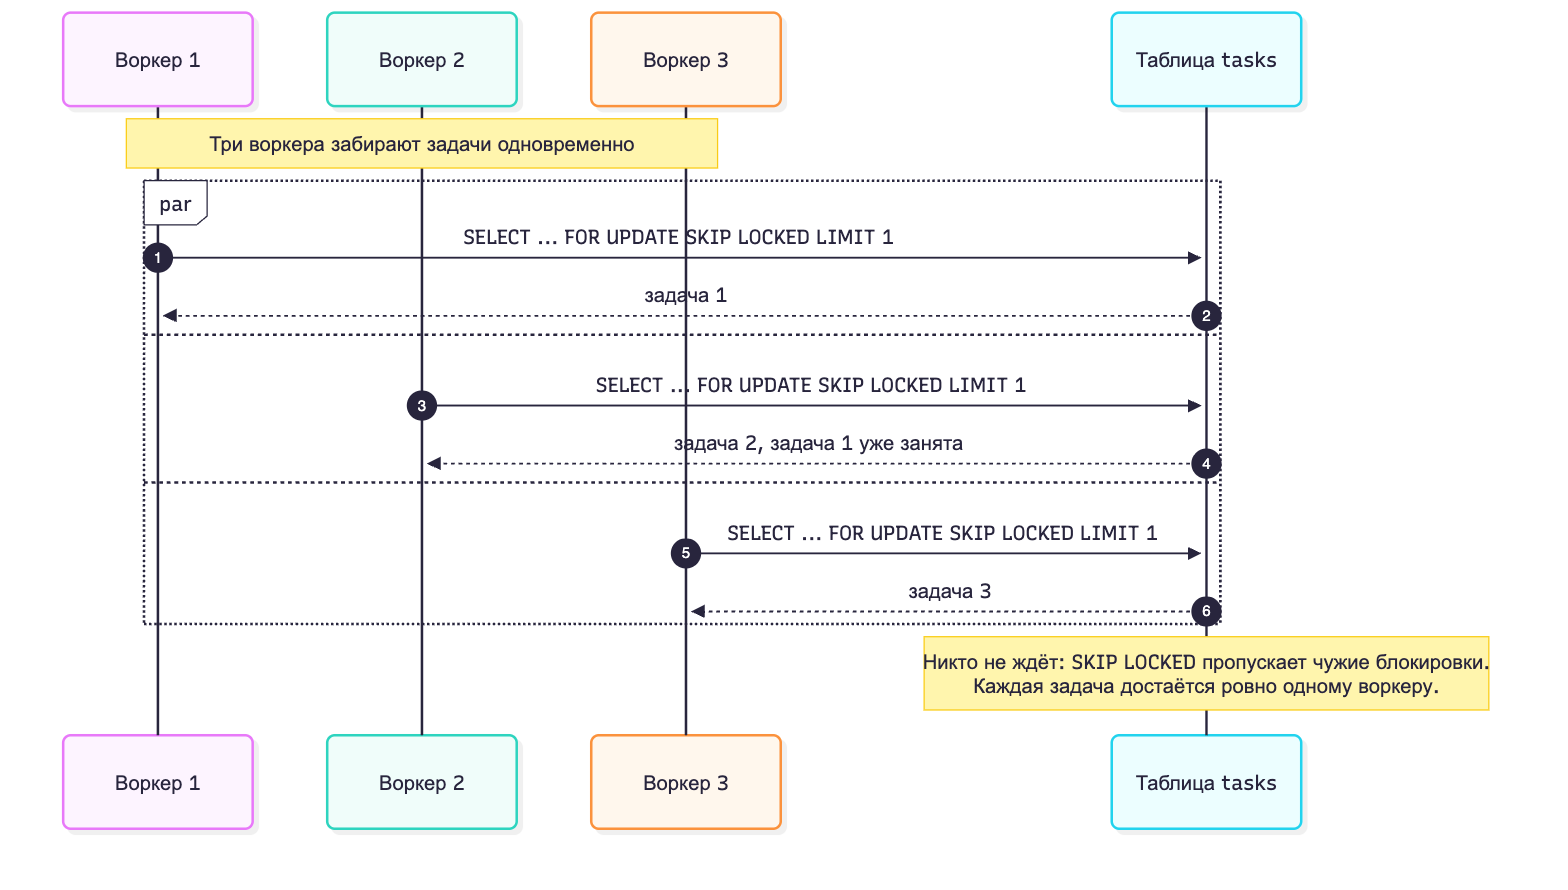 Воркер 1
Воркер 2
Воркер 3
Таблица tasks
Три воркера забирают задачи одновременно
par
SELECT ... FOR UPDATE SKIP LOCKED LIMIT 1
1
задача 1
2
SELECT ... FOR UPDATE SKIP LOCKED LIMIT 1
3
задача 2, задача 1 уже занята
4
SELECT ... FOR UPDATE SKIP LOCKED LIMIT 1
5
задача 3
6
Никто не ждёт: SKIP LOCKED пропускает чужие блокировки.
Каждая задача достаётся ровно одному воркеру.
Воркер 1
Воркер 2
Воркер 3
Таблица tasks